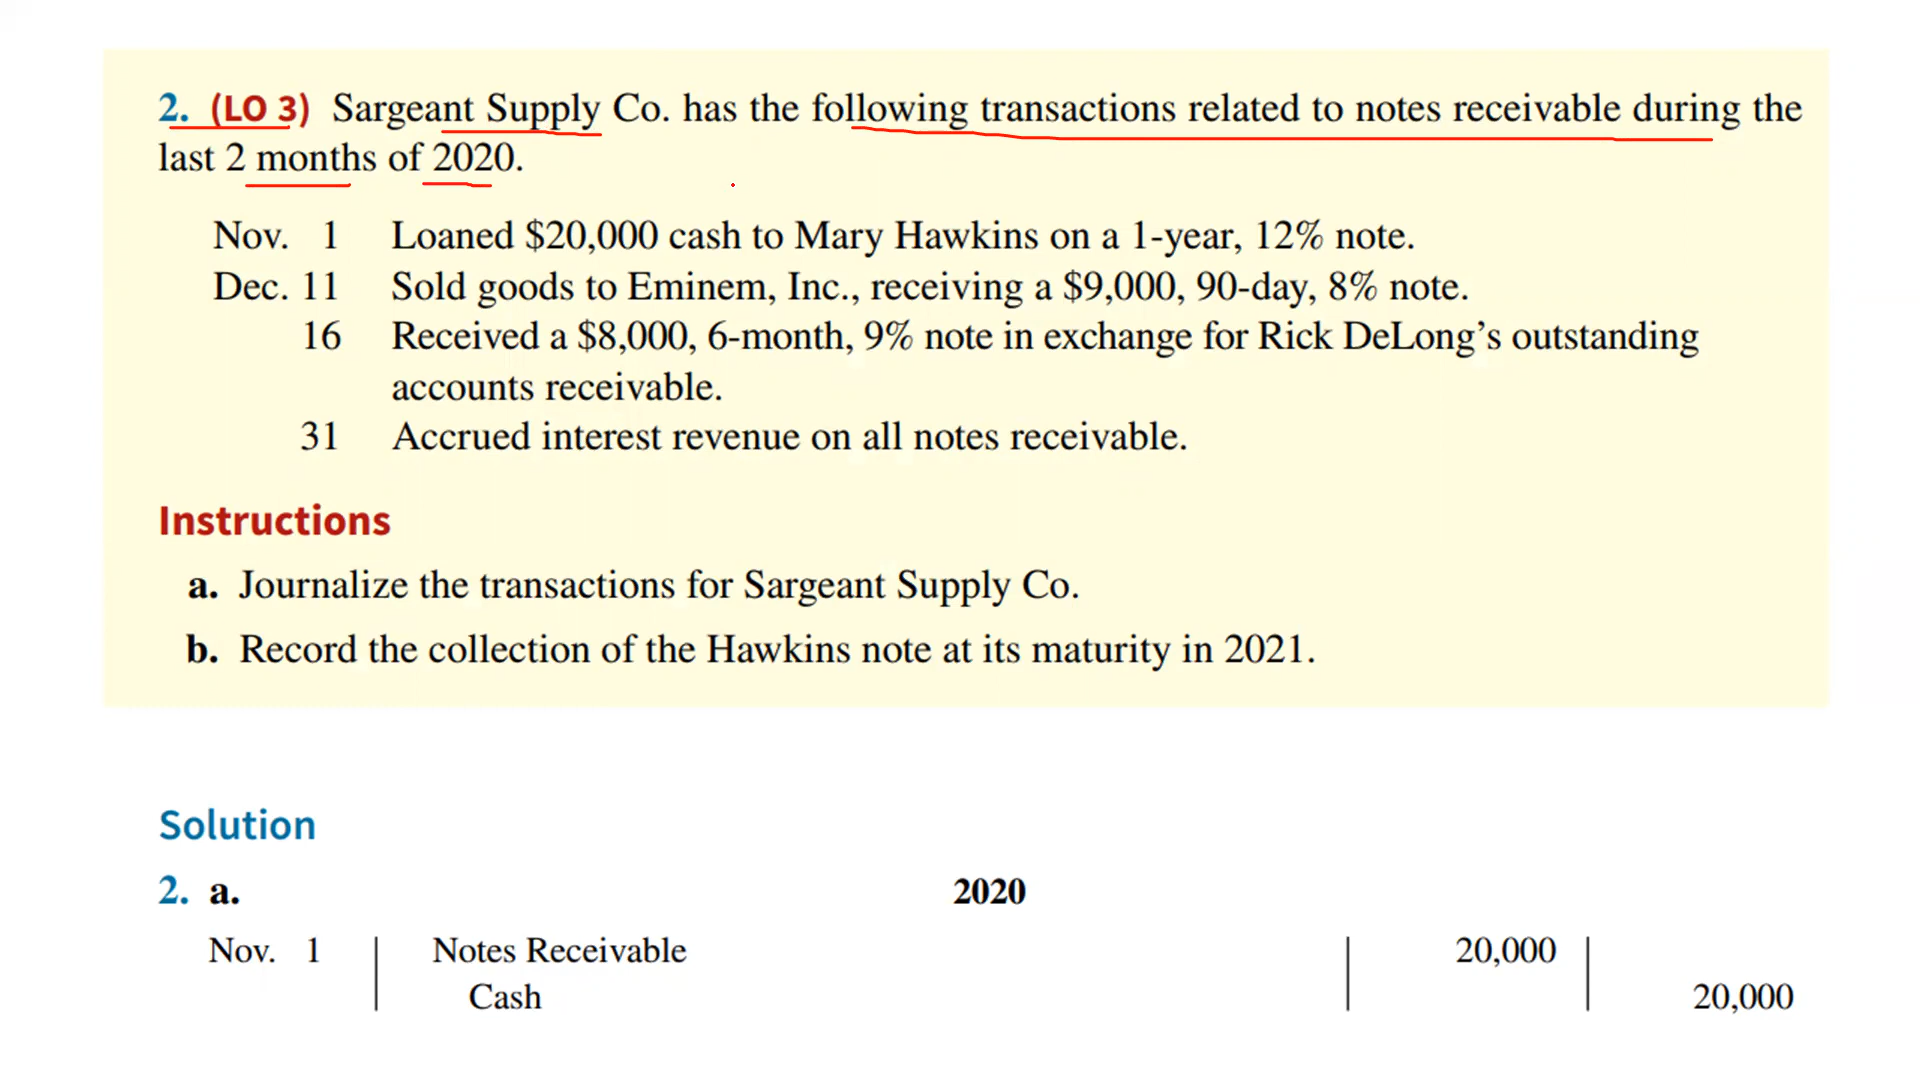 2. (LO 3) Sargeant Supply Co. has the following transactions related to notes receivable during the
last 2 months of 2020.
Nov. 1 Loaned $20,000 cash to Mary Hawkins on a 1-year, 12% note.
Dec. 11 Sold goods to Eminem, Inc., receiving a $9,000, 90-day, 8% note.
16 Received a $8,000, 6-month, 9% note in exchange for Rick DeLong’s outstanding
accounts receivable.
31 Accrued interest revenue on all notes receivable.
Instructions
a. Journalize the transactions for Sargeant Supply Co.
b. Record the collection of the Hawkins note at its maturity in 2021.
Solution
2. a. 2020
Nov. 1 Notes Receivable 20,000
Cash 20,000